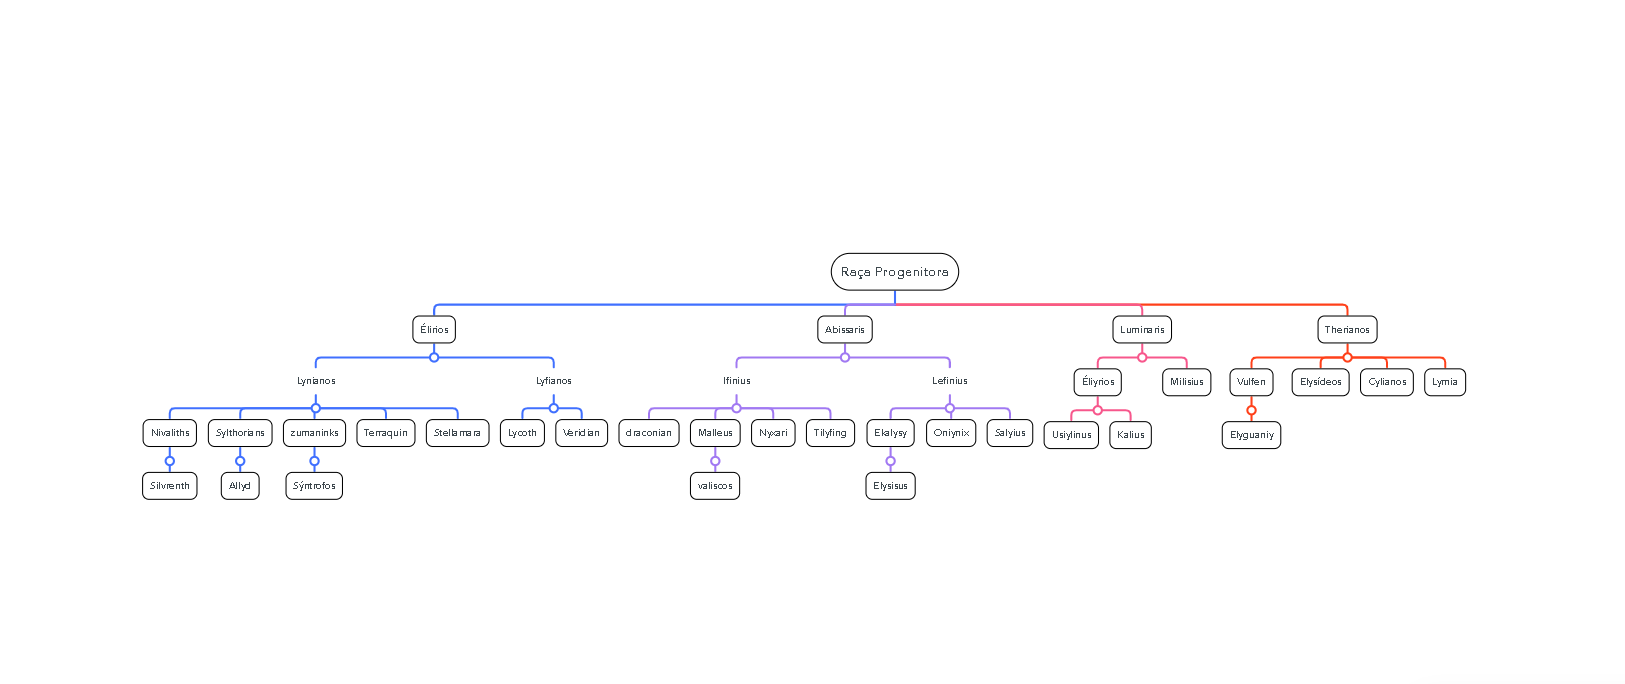 Raça Progenitora
Élirios
Abissaris
Luminaris
Therianos
Lynianos
Lyfianos
Ifinius
Lefinius
Éliyrios
Milisius
Vulfen
Elysídeos
Cylianos
Lymia
Nivaliths
Sylthorians
zumaninks
Terraquin
Stellamara
Lycoth
Veridian
draconian
Malleus
Nyxari
Tilyfing
Ekalysy
Oniynix
Salyius
Usiylinus
Kalius
Elyguaniy
Silvrenth
Allyd
Sýntrofos
valiscos
Elysisus